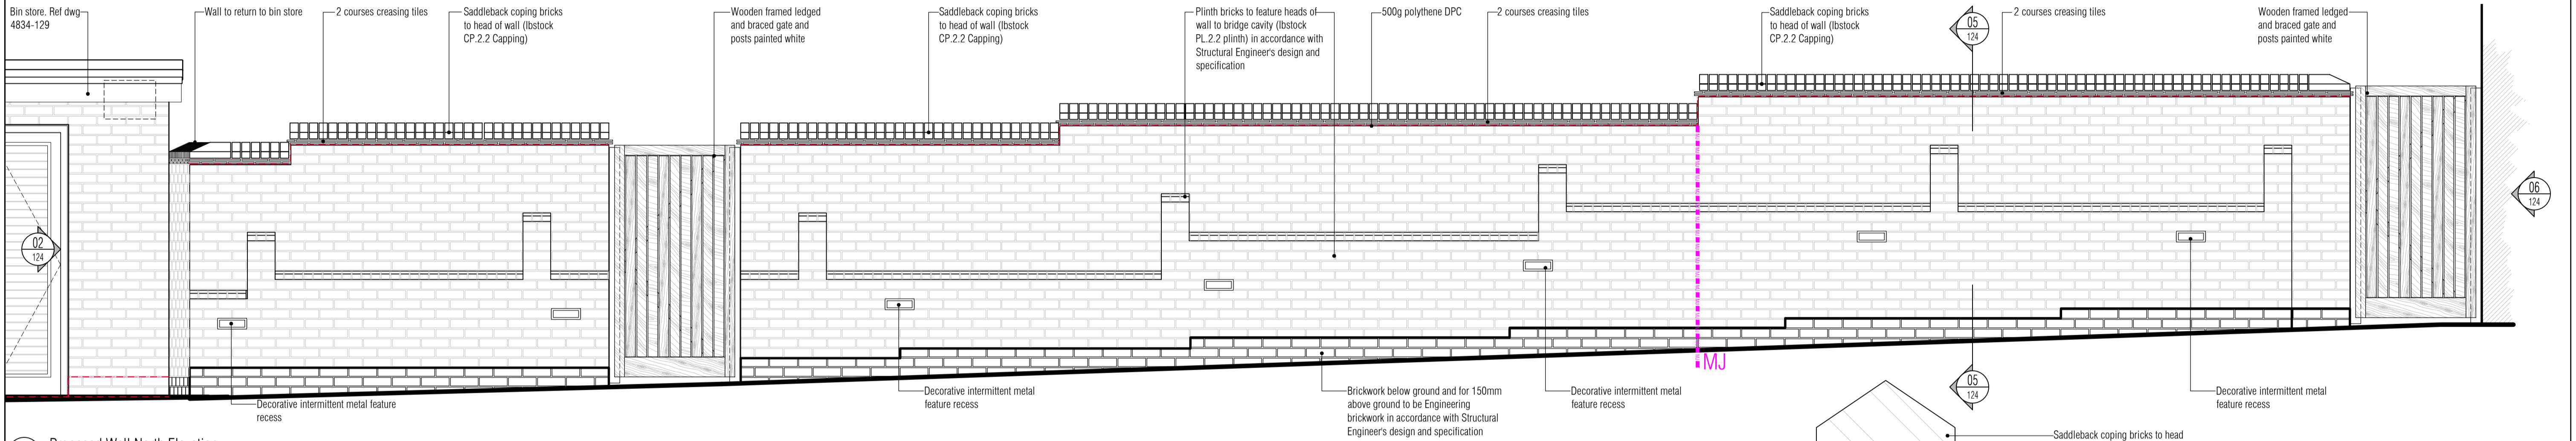 Bin store. Ref dwg
4834-129
Wall to return to bin store
2 courses creasing tiles
Saddleback coping bricks
to head of wall (Ibstock
CP.2.2 Capping)
Wooden framed ledged
and braced gate and
posts painted white
Saddleback coping bricks
to head of wall (Ibstock
CP.2.2 Capping)
Plinth bricks to feature heads of
wall to bridge cavity (Ibstock
PL.2.2 plinth) in accordance with
Structural Engineer's design and
specification
500g polythene DPC
2 courses creasing tiles
Saddleback coping bricks
to head of wall (Ibstock
CP.2.2 Capping)
05
124
2 courses creasing tiles
Wooden framed ledged
and braced gate and
posts painted white
02
124
06
124
MJ
Decorative intermittent metal feature
recess
Decorative intermittent metal
feature recess
Brickwork below ground and for 150mm
above ground to be Engineering
brickwork in accordance with Structural
Engineer's design and specification
Decorative intermittent metal
feature recess
05
124
Decorative intermittent metal
feature recess
Proposed Wall North Elevation
Saddleback coping bricks to head